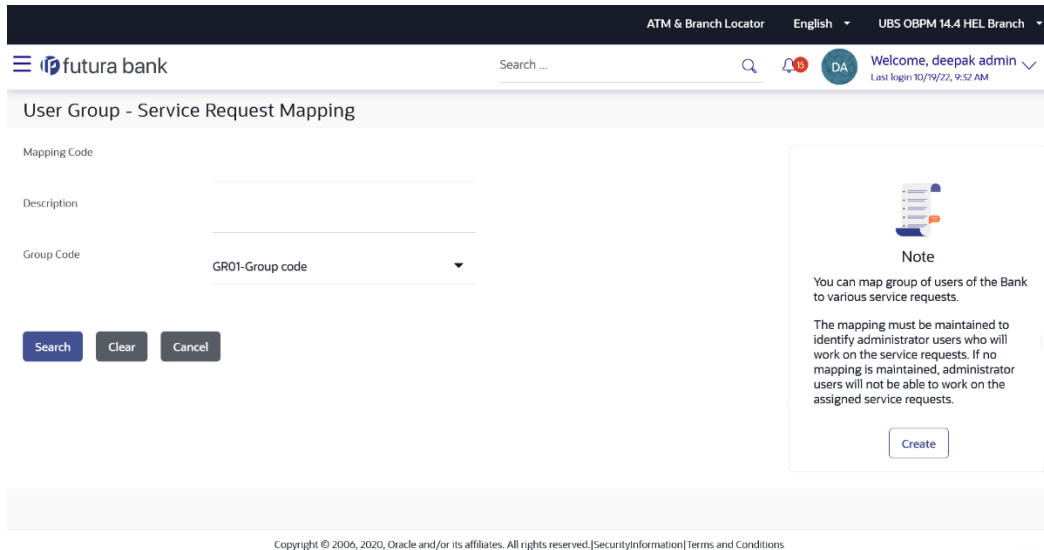 ATM & Branch Locator English UBS OBPM 14.4 HEL Branch
futura bank Search ... 15 DA Welcome, deepak admin
Last login 10/19/22, 9:32 AM
User Group - Service Request Mapping
Mapping Code
Description
Group Code
GR01-Group code
Search Clear Cancel
Note
You can map group of users of the Bank
to various service requests.
The mapping must be maintained to
identify administrator users who will
work on the service requests. If no
mapping is maintained, administrator
users will not be able to work on the
assigned service requests.
Create
Copyright © 2006, 2020, Oracle and/or its affiliates. All rights reserved.|SecurityInformation|Terms and Conditions